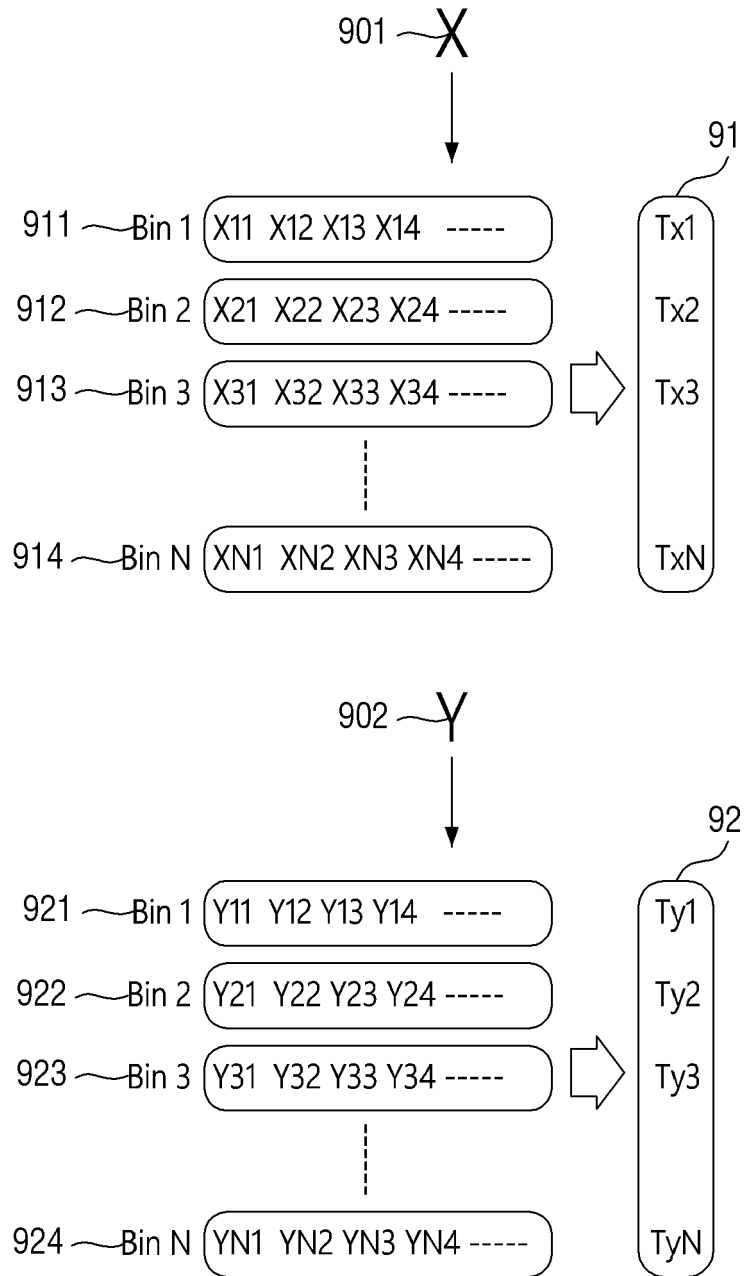 901 X
91
911 Bin 1 X11 X12 X13 X14 ----- Tx1
912 Bin 2 X21 X22 X23 X24 ----- Tx2
913 Bin 3 X31 X32 X33 X34 ----- Tx3
914 Bin N XN1 XN2 XN3 XN4 ----- TxN
902 Y
92
921 Bin 1 Y11 Y12 Y13 Y14 ----- Ty1
922 Bin 2 Y21 Y22 Y23 Y24 ----- Ty2
923 Bin 3 Y31 Y32 Y33 Y34 ----- Ty3
924 Bin N YN1 YN2 YN3 YN4 ----- TyN